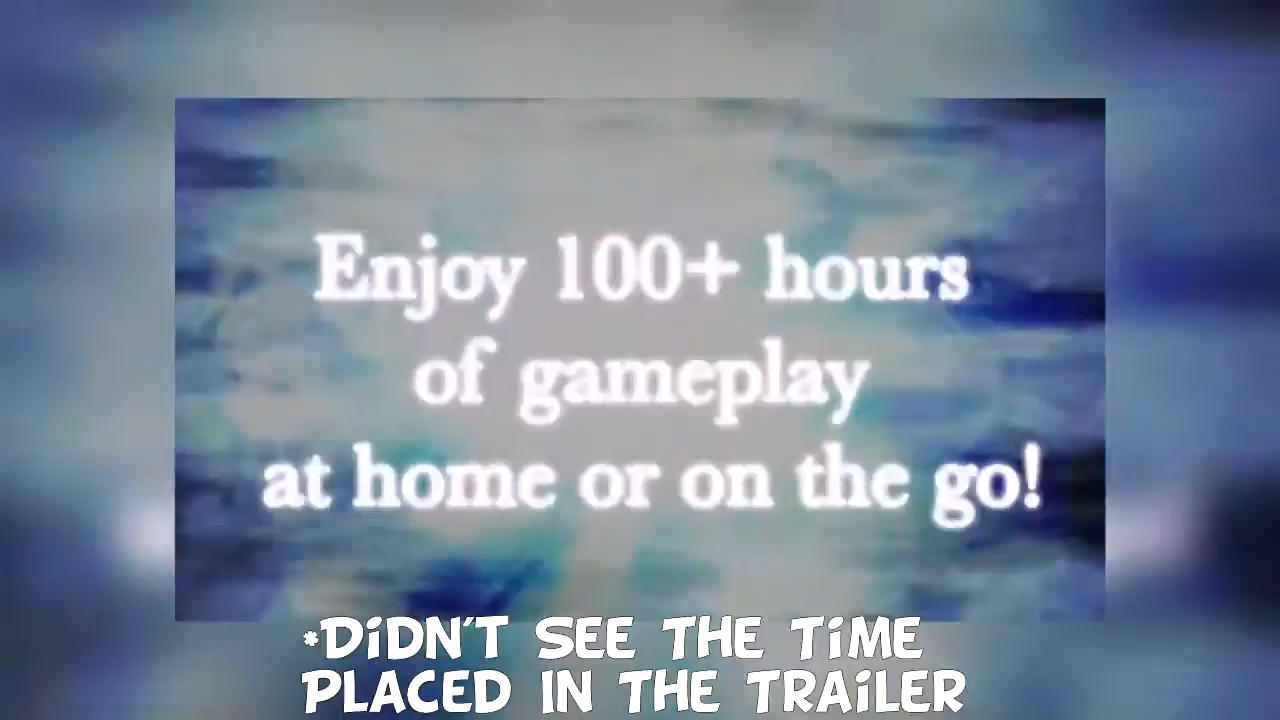 Enjoy 100+ hours
of gameplay
at home or on the go!
*DIDN'T SEE THE TIME
PLACED IN THE TRAILER